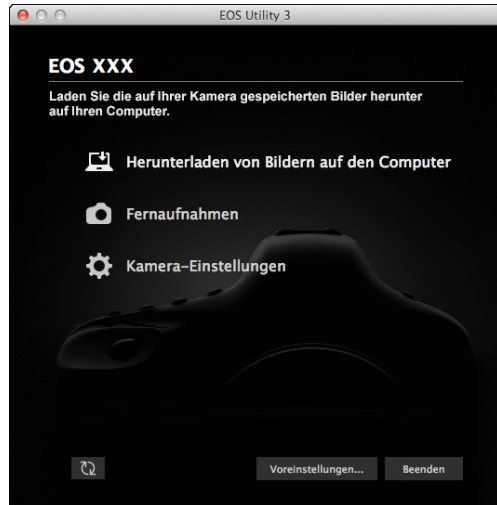 EOS Utility 3
EOS XXX
Laden Sie die auf Ihrer Kamera gespeicherten Bilder herunter
auf Ihren Computer.
Herunterladen von Bildern auf den Computer
Fernaufnahmen
Kamera-Einstellungen
Voreinstellungen... Beenden